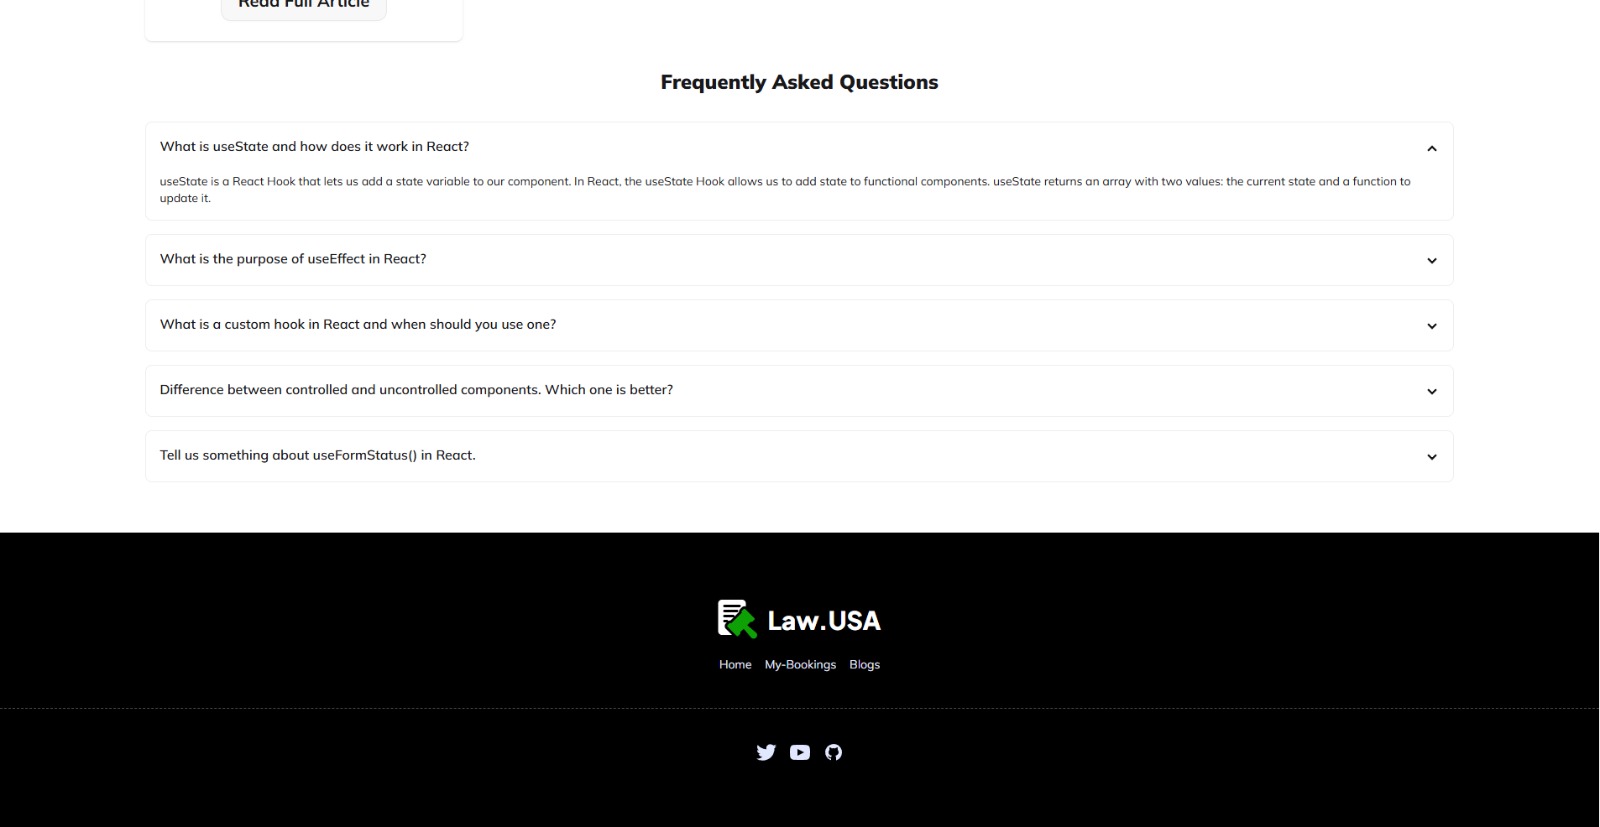 Read Full Article
Frequently Asked Questions
What is useState and how does it work in React?
useState is a React Hook that lets us add a state variable to our component. In React, the useState Hook allows us to add state to functional components. useState returns an array with two values: the current state and a function to
update it.
What is the purpose of useEffect in React?
What is a custom hook in React and when should you use one?
Difference between controlled and uncontrolled components. Which one is better?
Tell us something about useFormStatus() in React.
Law.USA
Home My-Bookings Blogs